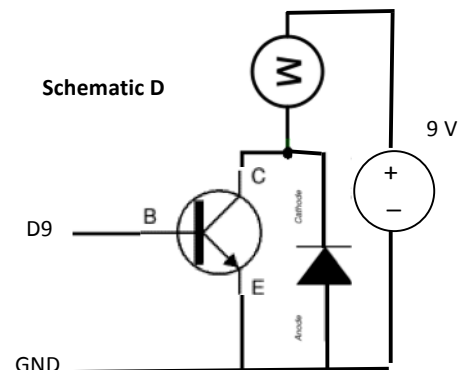 M
Schematic D
9 V
+
C
Cathode
B
−
D9
E
Anode
GND